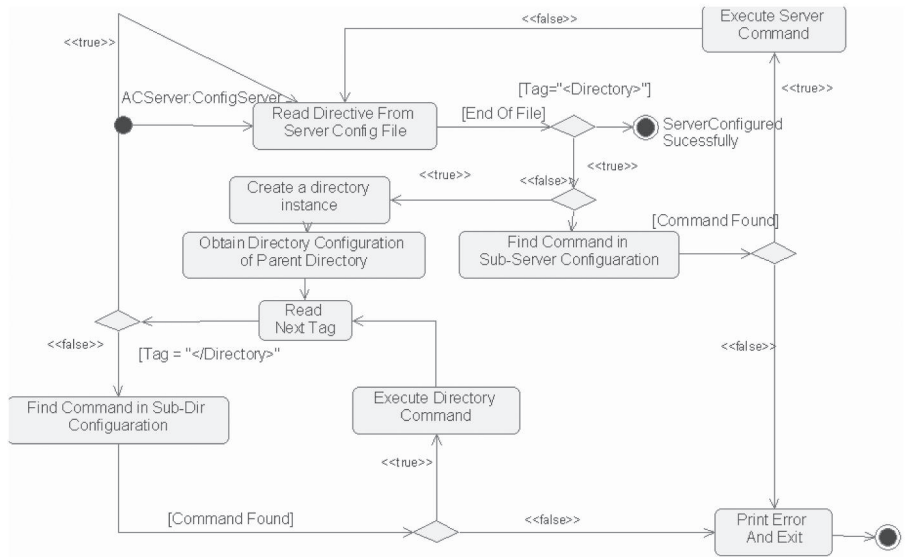 <<false>>
Execute Server
Command
<<true>>
<<true>>
[Tag="<Directory>"]
ACServer:ConfigServer
Read Directive From
Server Config File
[End Of File]
ServerConfigured
Sucessfully
<<true>>
<<true>>
<<false>>
Create a directory
instance
[Command Found]
Obtain Directory Configuration
of Parent Directory
Find Command in
Sub-Server Configuaration
Read
Next Tag
<<false>>
[Tag = "</Directory>"
<<false>>
Find Command in Sub-Dir
Configuaration
Execute Directory
Command
<<true>>
[Command Found]
<<false>>
Print Error
And Exit